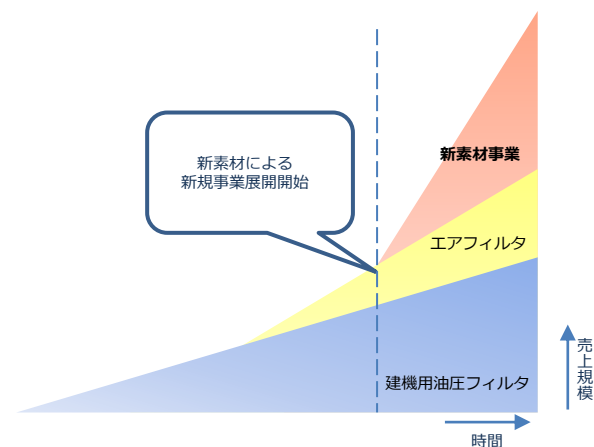 新素材による
新規事業展開開始
新素材事業
エアフィルタ
建機用油圧フィルタ
売上規模
時間